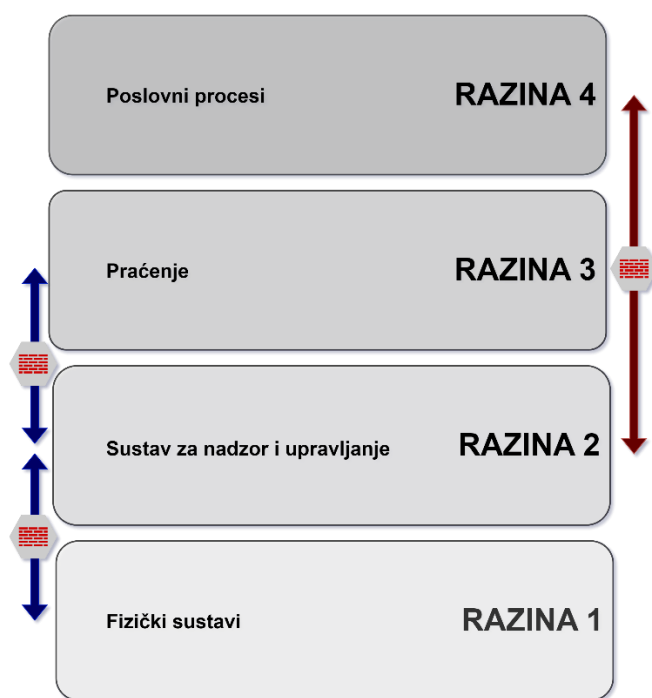 Poslovni procesi RAZINA 4
Praćenje RAZINA 3
Sustav za nadzor i upravljanje RAZINA 2
Fizički sustavi RAZINA 1